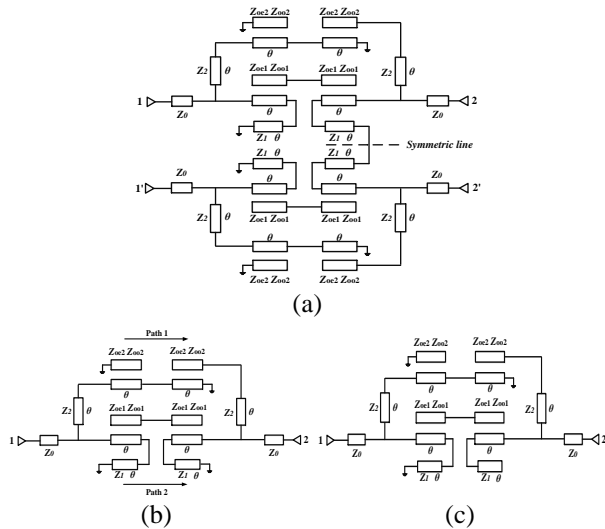 Zoe2 Zoo2 Zoe2 Zoo2
θ θ
Z2 θ Z2 θ
Zoe1 Zoo1 Zoe1 Zoo1
1 Z0 θ θ Z0 2
Z1 θ Z1 θ
Symmetric line
Z1 θ Z1 θ
1' Z0 θ θ Z0 2'
Z2 θ Zoe1 Zoo1 Zoe1 Zoo1 Z2 θ
θ θ
Zoe2 Zoo2 Zoe2 Zoo2
(a)
Path 1
Zoe2 Zoo2 Zoe2 Zoo2
θ θ
Z2 θ Zoe1 Zoo1 Zoe1 Zoo1 Z2 θ
1 Z0 θ θ Z0 2
Z1 θ Z1 θ
Path 2
(b)
Zoe2 Zoo2 Zoe2 Zoo2
θ θ
Z2 θ Zoe1 Zoo1 Zoe1 Zoo1 Z2 θ
1 Z0 θ θ Z0 2
Z1 θ Z1 θ
(c)